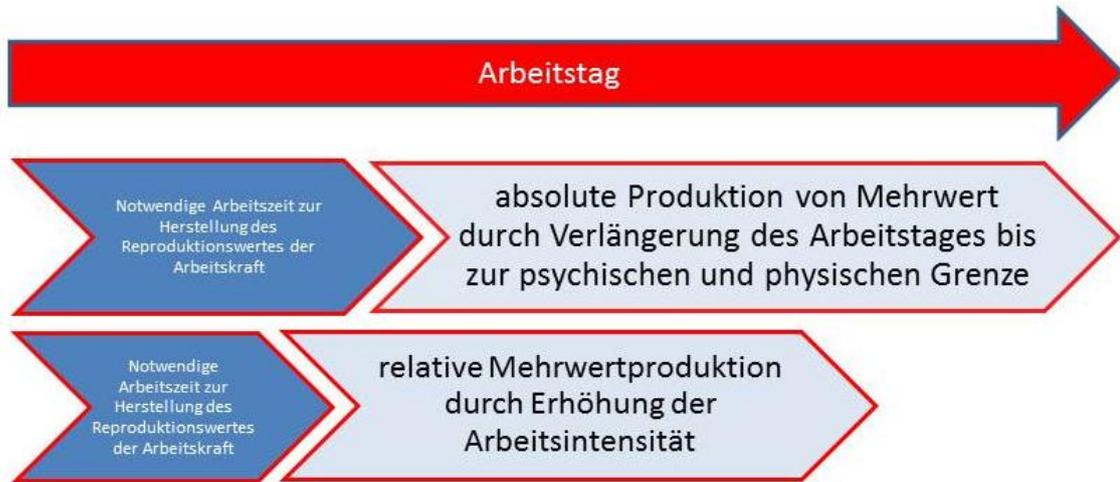 Arbeitstag
Notwendige Arbeitszeit zur
Herstellung des
Reproduktionswertes der
Arbeitskraft
absolute Produktion von Mehrwert
durch Verlängerung des Arbeitstages bis
zur psychischen und physischen Grenze
Notwendige
Arbeitszeit zur
Herstellung des
Reproduktionswertes
der Arbeitskraft
relative Mehrwertproduktion
durch Erhöhung der
Arbeitsintensität